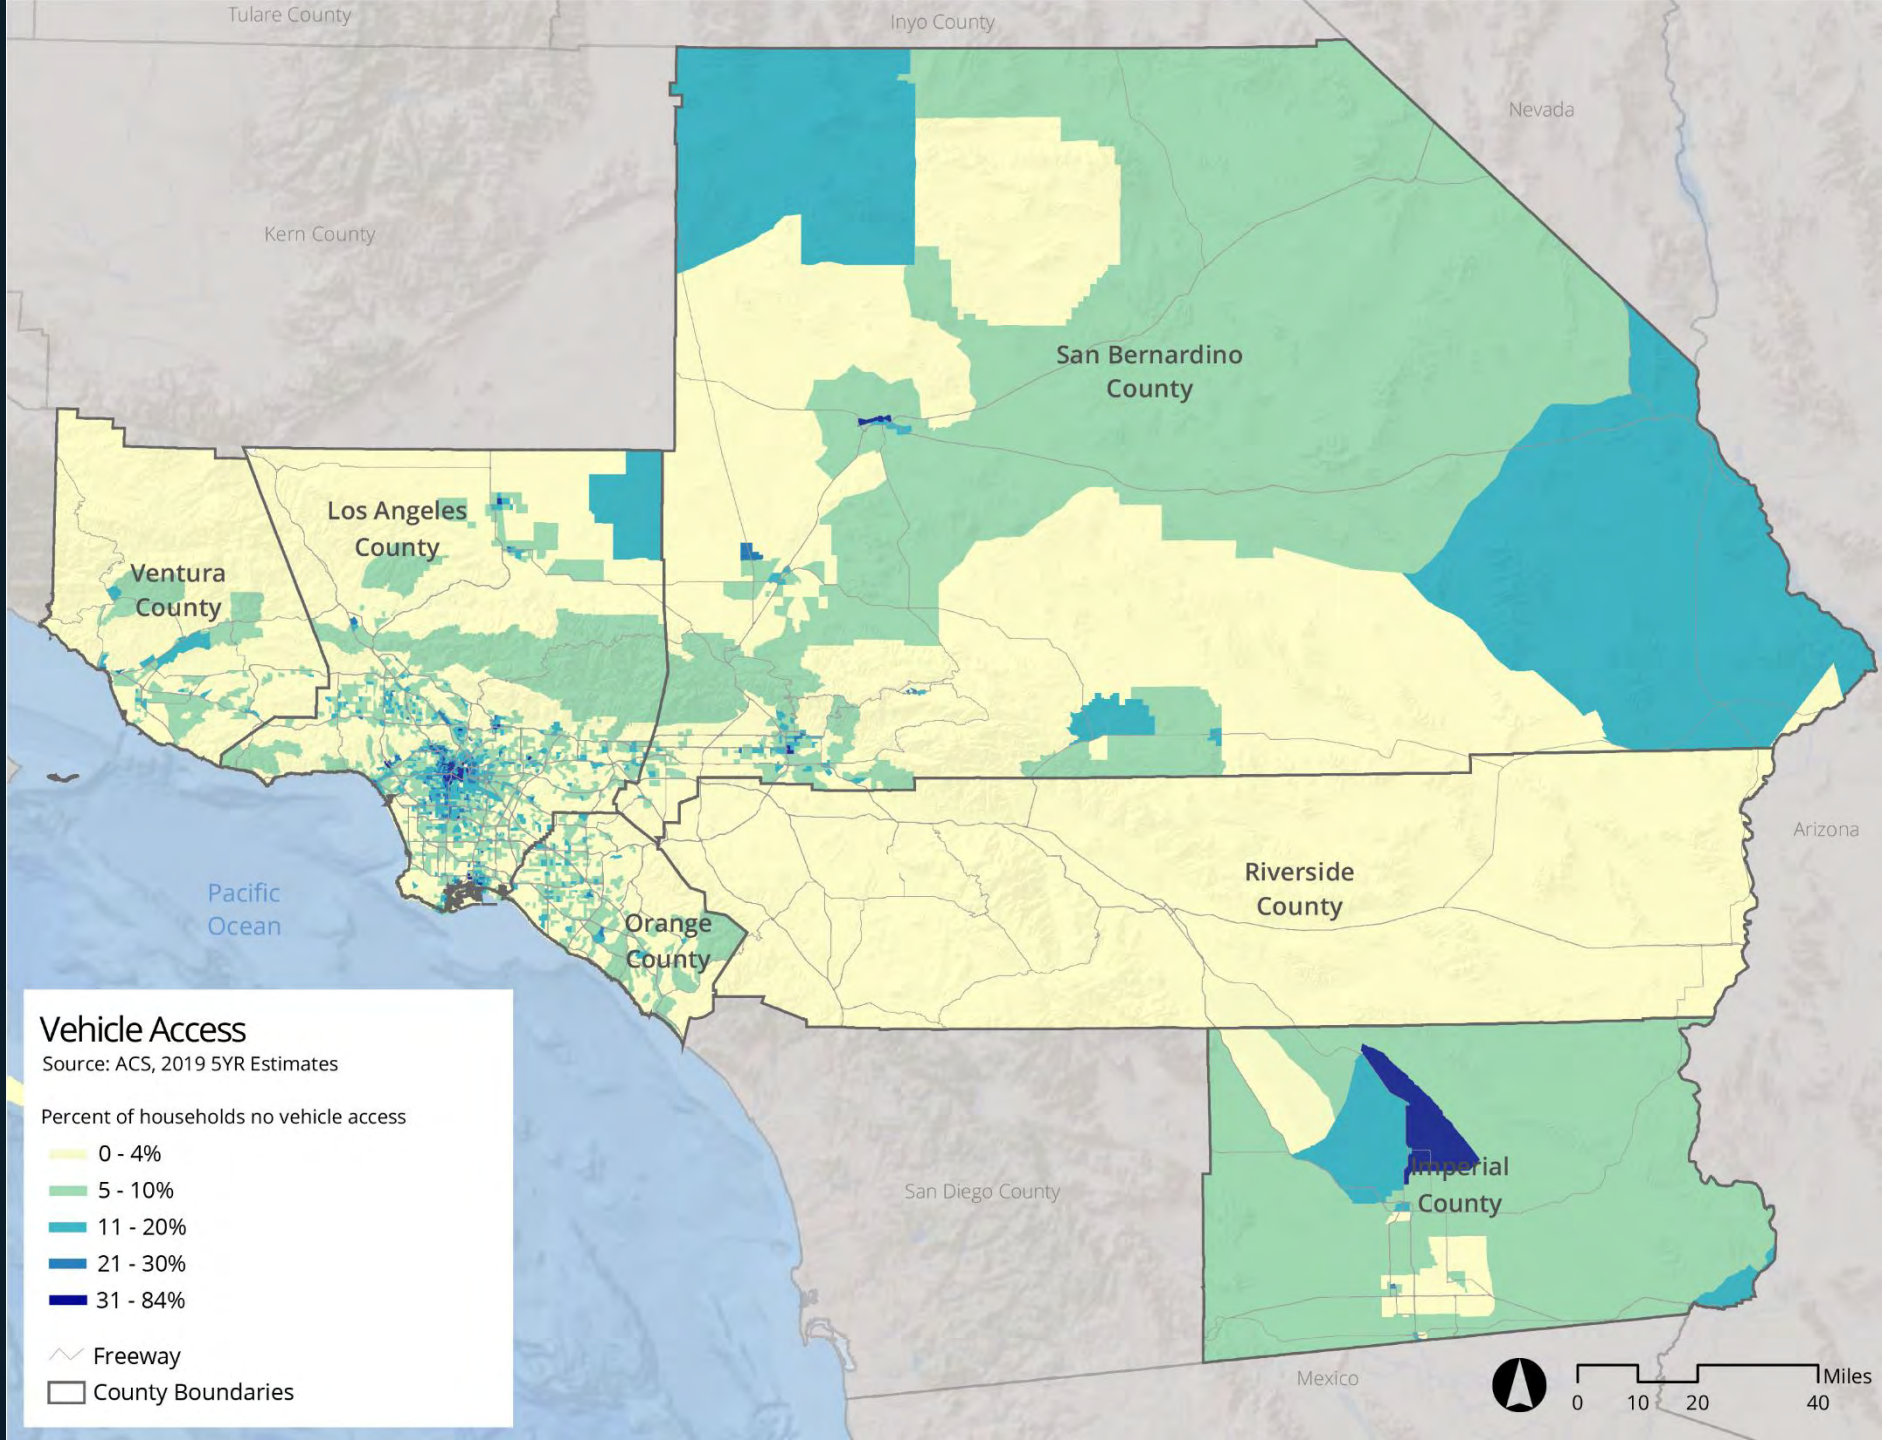 Tulare County
Inyo County
Nevada
Kern County
San Bernardino
County
Los Angeles
County
Ventura
County
Riverside
County
Arizona
Pacific
Ocean
Orange
County
Imperial
County
San Diego County
Mexico
Vehicle Access
Source: ACS, 2019 5YR Estimates
Percent of households no vehicle access
0 - 4%
5 - 10%
11 - 20%
21 - 30%
31 - 84%
Freeway
County Boundaries
Miles
0 10 20 40